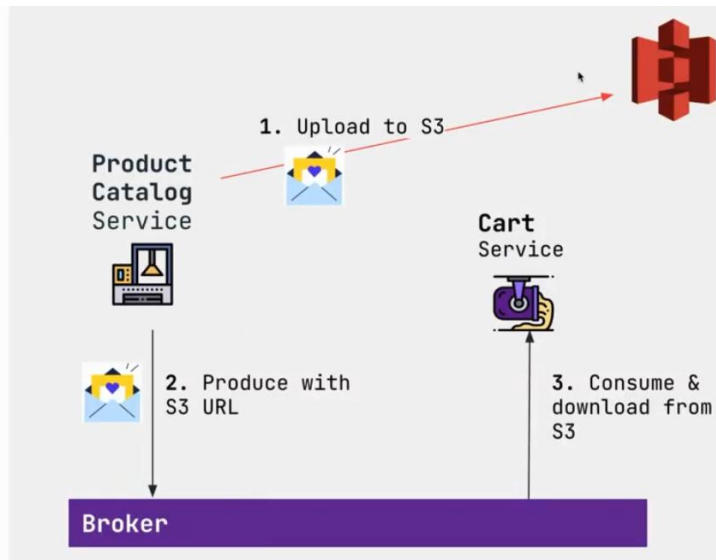 1. Upload to S3
Product
Catalog
Service
Cart
Service
2. Produce with
S3 URL
3. Consume &
download from
S3
Broker